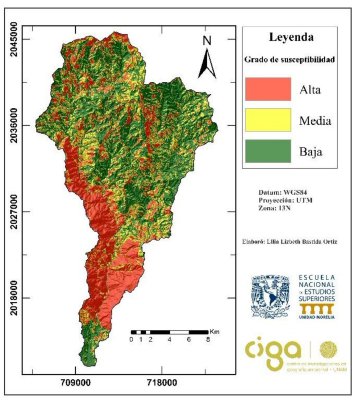 2045000
2036000
2027000
2018000
709000
718000
N
0 1 2 4 6 8
Km
Leyenda
Grado de susceptibilidad
Alta
Media
Baja
Datum: WGS84
Proyección: UTM
Zona: 13N
Elaboró: Lilia Lizbeth Bastida Ortiz
ESCUELA
NACIONAL
DE ESTUDIOS
SUPERIORES
UNIDAD MORELIA
ciga